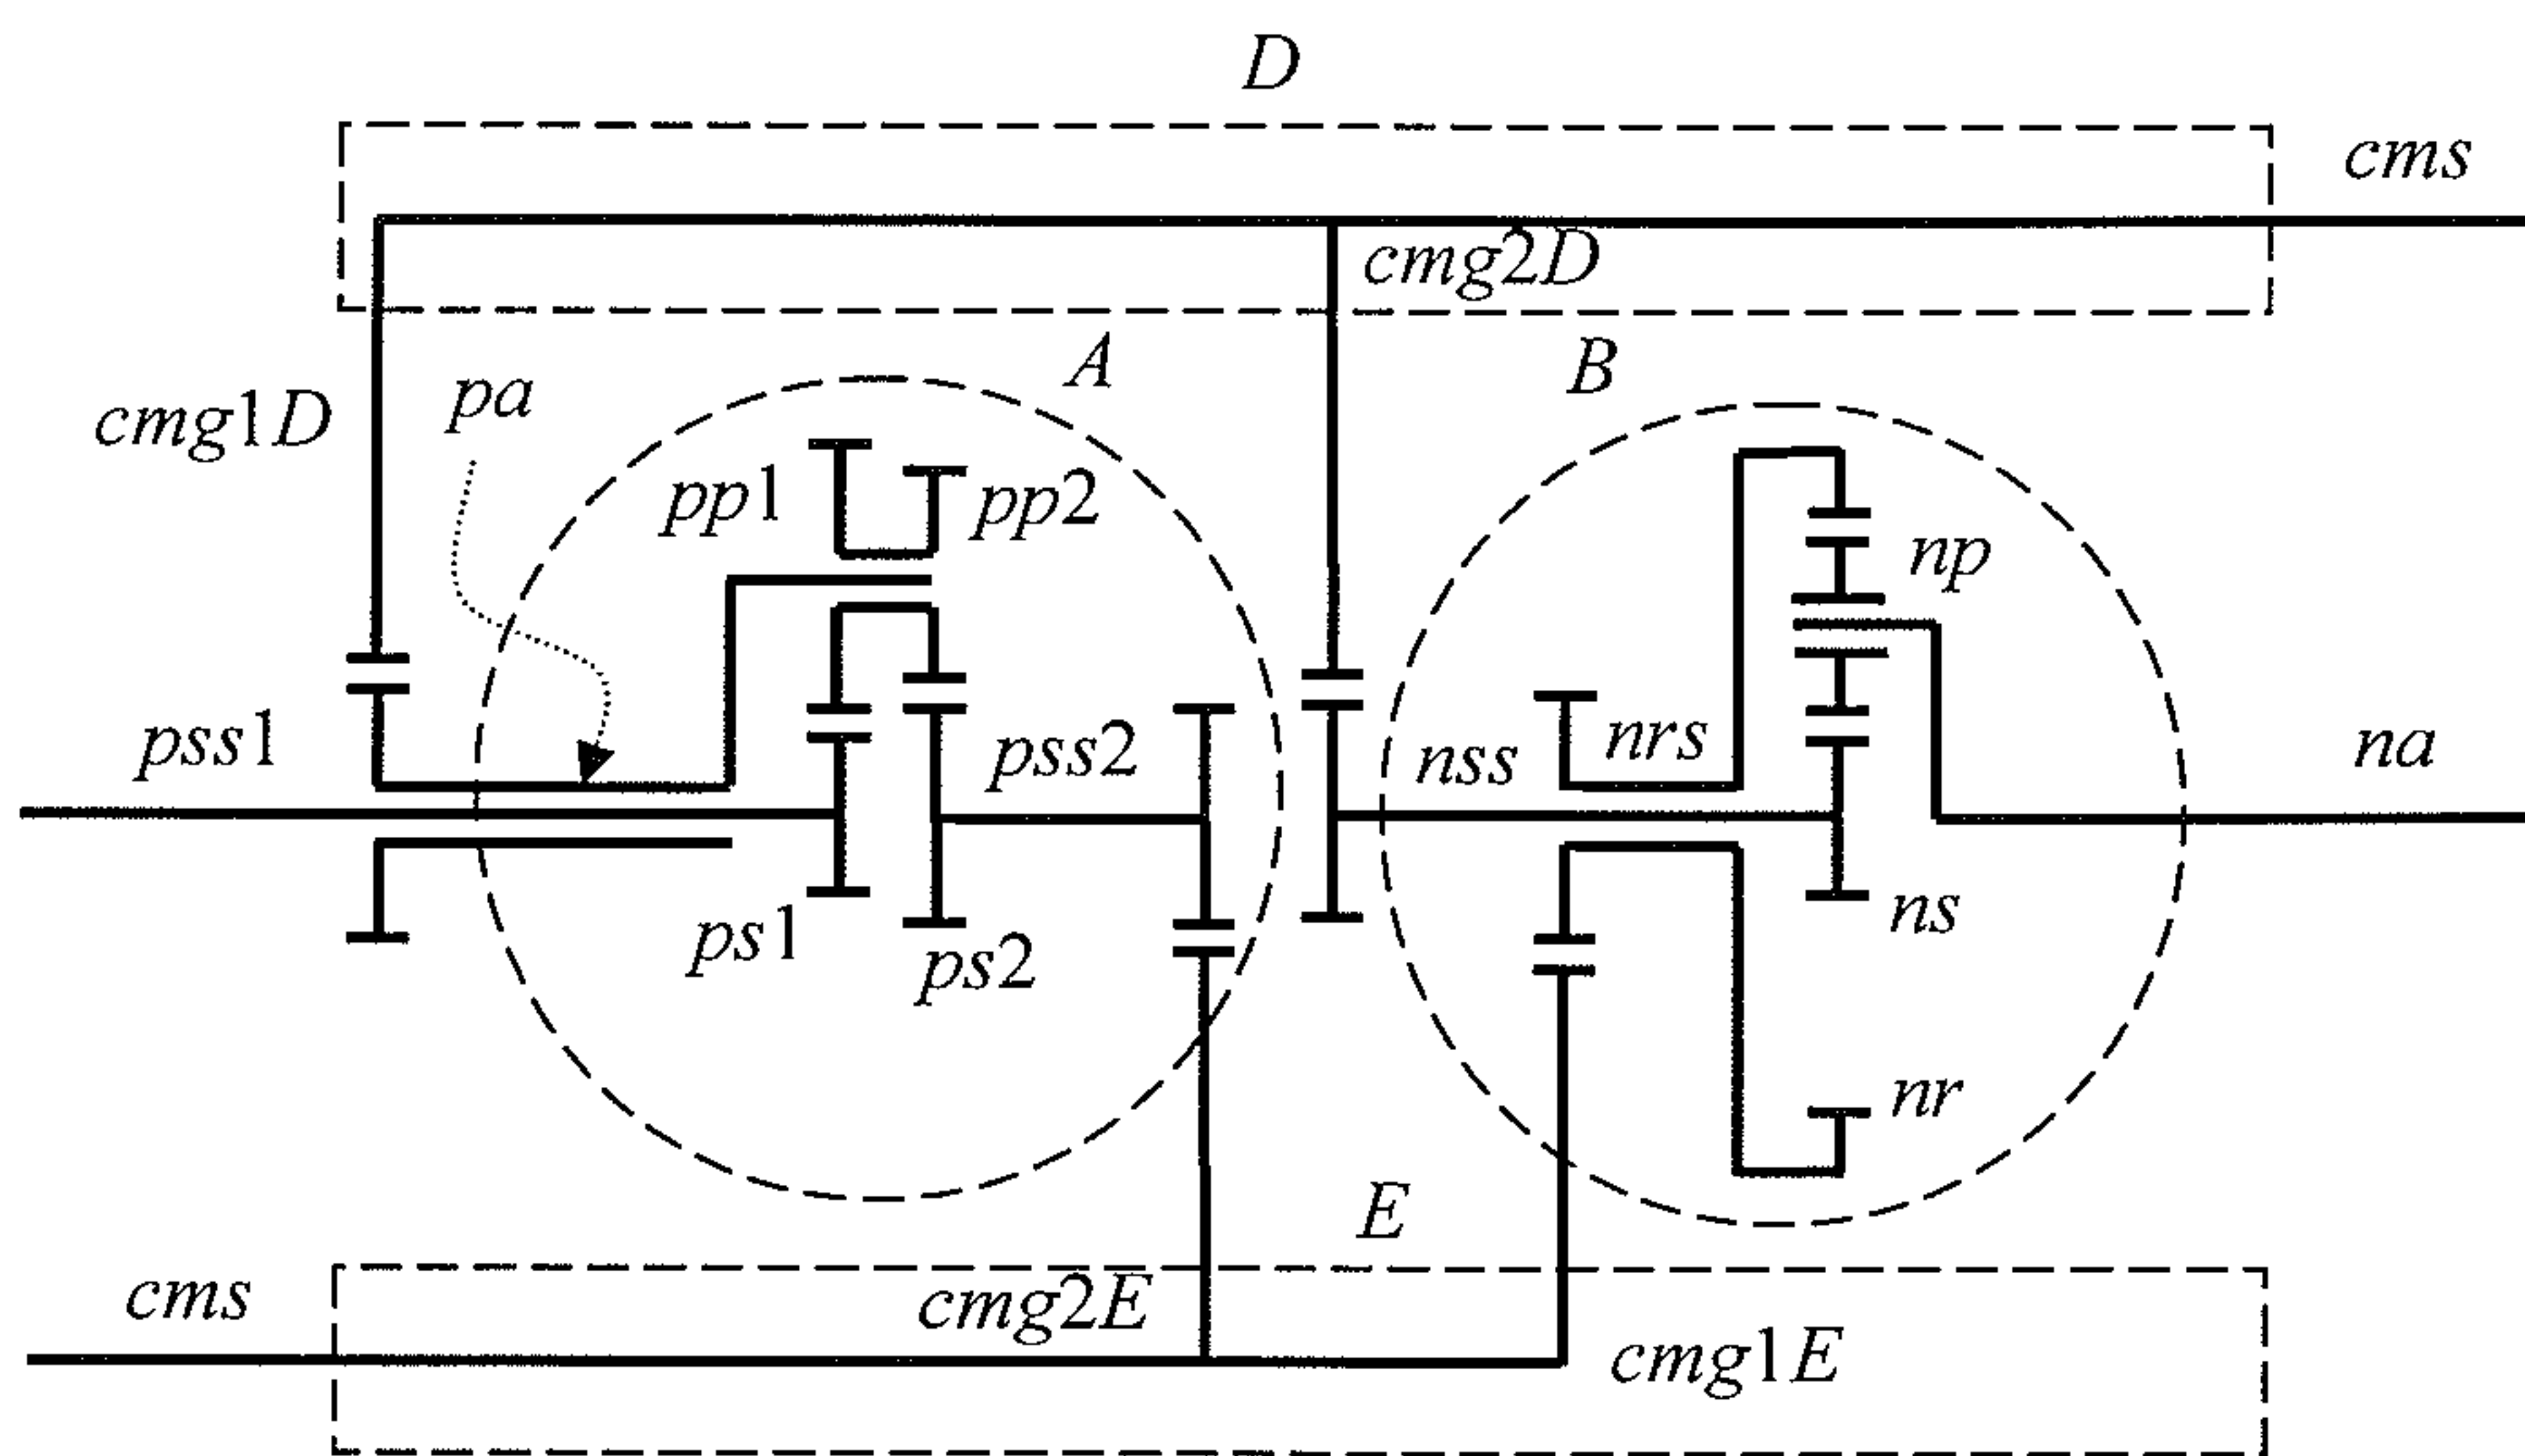 D
cms
cmg2D
A
B
pa
cmg1D
pp1
pp2
np
pss1
pss2
nss
nrs
na
ps1
ps2
ns
nr
E
cms
cmg2E
cmg1E